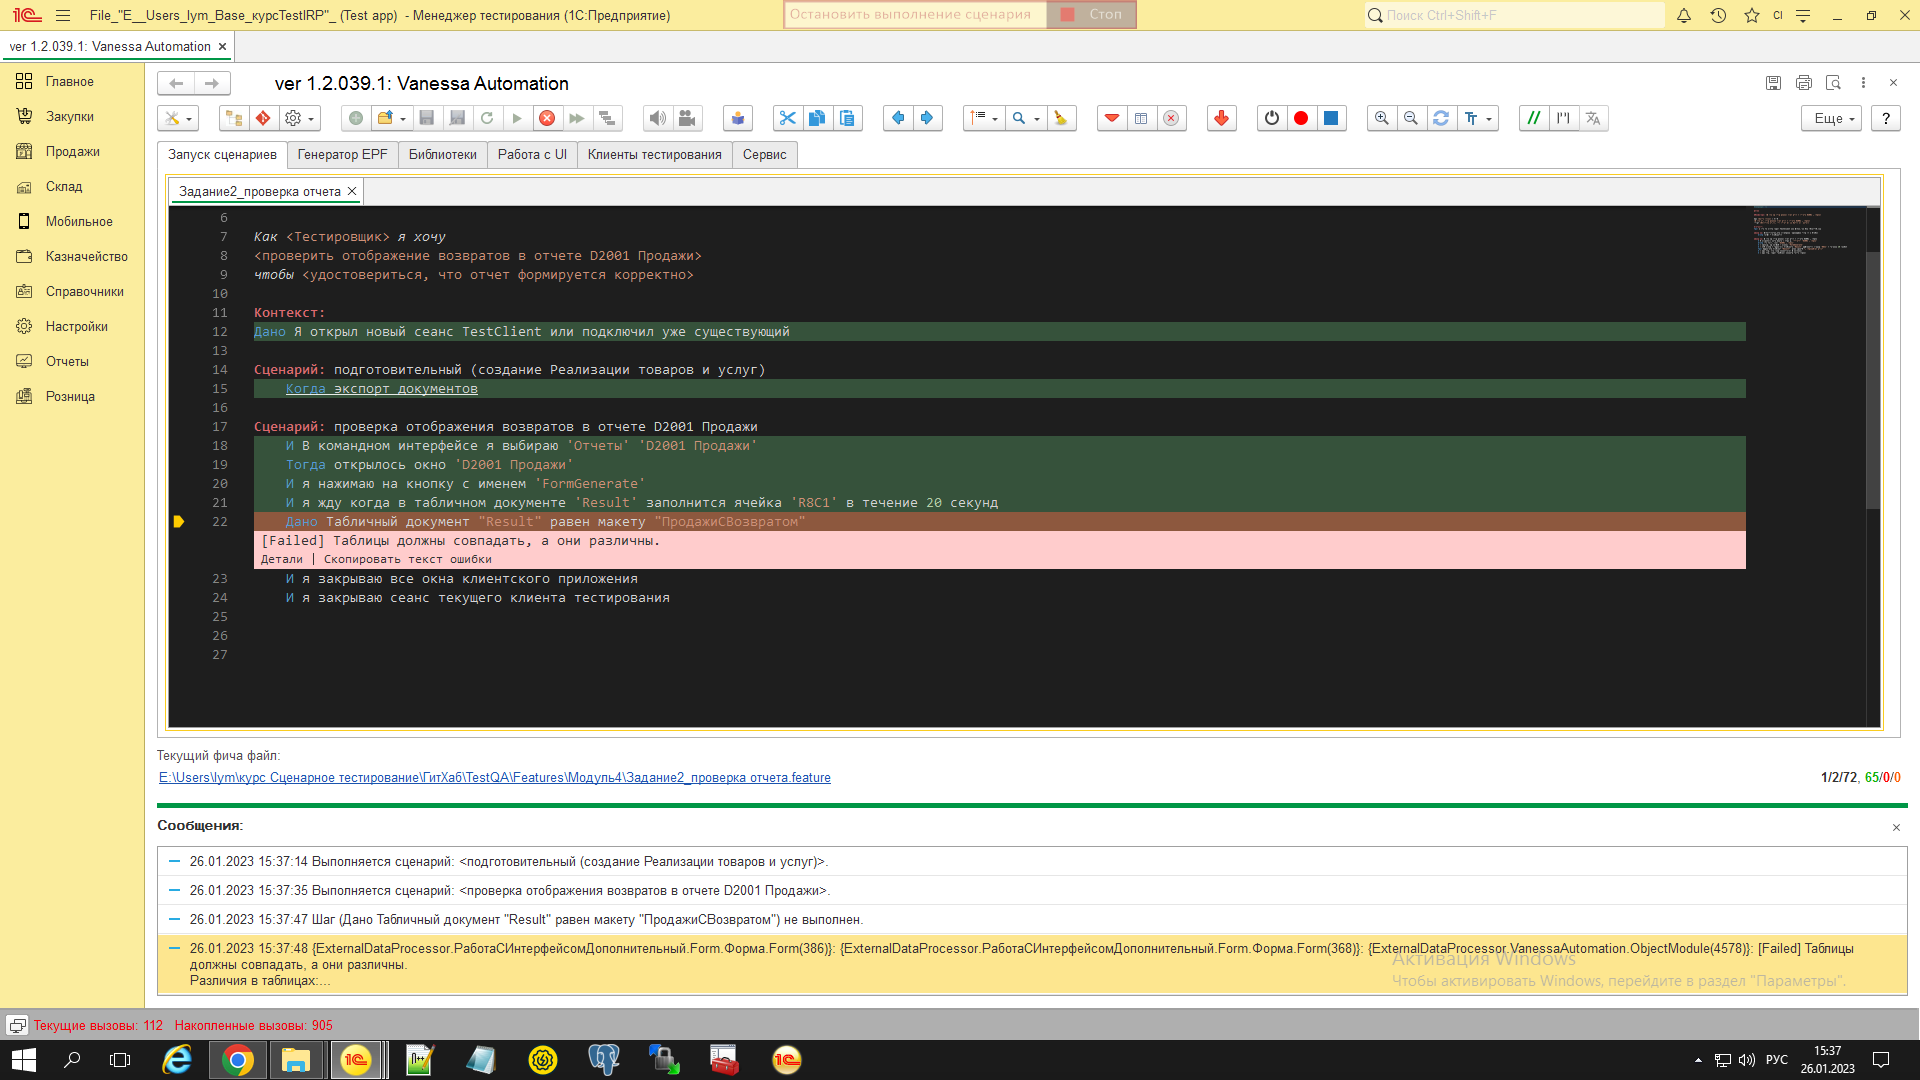 File_"E__Users_lym_Base_курсTestIRP"_ (Test app) - Менеджер тестирования (1С:Предприятие)
Остановить выполнение сценария
Стоп
Поиск Ctrl+Shift+F
CI
ver 1.2.039.1: Vanessa Automation
Главное
Закупки
Продажи
Склад
Мобильное
Казначейство
Справочники
Настройки
Отчеты
Розница
ver 1.2.039.1: Vanessa Automation
Еще
?
Запуск сценариев
Генератор EPF
Библиотеки
Работа с UI
Клиенты тестирования
Сервис
Задание2_проверка отчета
6
7 Как <Тестировщик> я хочу
8 <проверить отображение возвратов в отчете D2001 Продажи>
9 чтобы <удостовериться, что отчет формируется корректно>
10
11 Контекст:
12 Дано Я открыл новый сеанс TestClient или подключил уже существующий
13
14 Сценарий: подготовительный (создание Реализации товаров и услуг)
15 Когда экспорт документов
16
17 Сценарий: проверка отображения возвратов в отчете D2001 Продажи
18 И В командном интерфейсе я выбираю 'Отчеты' 'D2001 Продажи'
19 Тогда открылось окно 'D2001 Продажи'
20 И я нажимаю на кнопку с именем 'FormGenerate'
21 И я жду когда в табличном документе 'Result' заполнится ячейка 'R8C1' в течение 20 секунд
22 Дано Табличный документ "Result" равен макету "ПродажиСВозвратом"
[Failed] Таблицы должны совпадать, а они различны.
Детали | Скопировать текст ошибки
23 И я закрываю все окна клиентского приложения
24 И я закрываю сеанс текущего клиента тестирования
25
26
27
Текущий фича файл:
E:\Users\lym\курс Сценарное тестирование\ГитХаб\TestQA\Features\Модуль4\Задание2_проверка отчета.feature
1/2/72, 65/0/0
Сообщения:
26.01.2023 15:37:14 Выполняется сценарий: <подготовительный (создание Реализации товаров и услуг)>.
26.01.2023 15:37:35 Выполняется сценарий: <проверка отображения возвратов в отчете D2001 Продажи>.
26.01.2023 15:37:47 Шаг (Дано Табличный документ "Result" равен макету "ПродажиСВозвратом") не выполнен.
26.01.2023 15:37:48 {ExternalDataProcessor.РаботаСИнтерфейсомДополнительный.Form.Форма.Form(386)}: {ExternalDataProcessor.РаботаСИнтерфейсомДополнительный.Form.Форма.Form(368)}: {ExternalDataProcessor.VanessaAutomation.ObjectModule(4578)}: [Failed] Таблицы
должны совпадать, а они различны.
Различия в таблицах:...
Активация Windows
Чтобы активировать Windows, перейдите в раздел "Параметры".
Текущие вызовы: 112 Накопленные вызовы: 905
РУС
15:37
26.01.2023